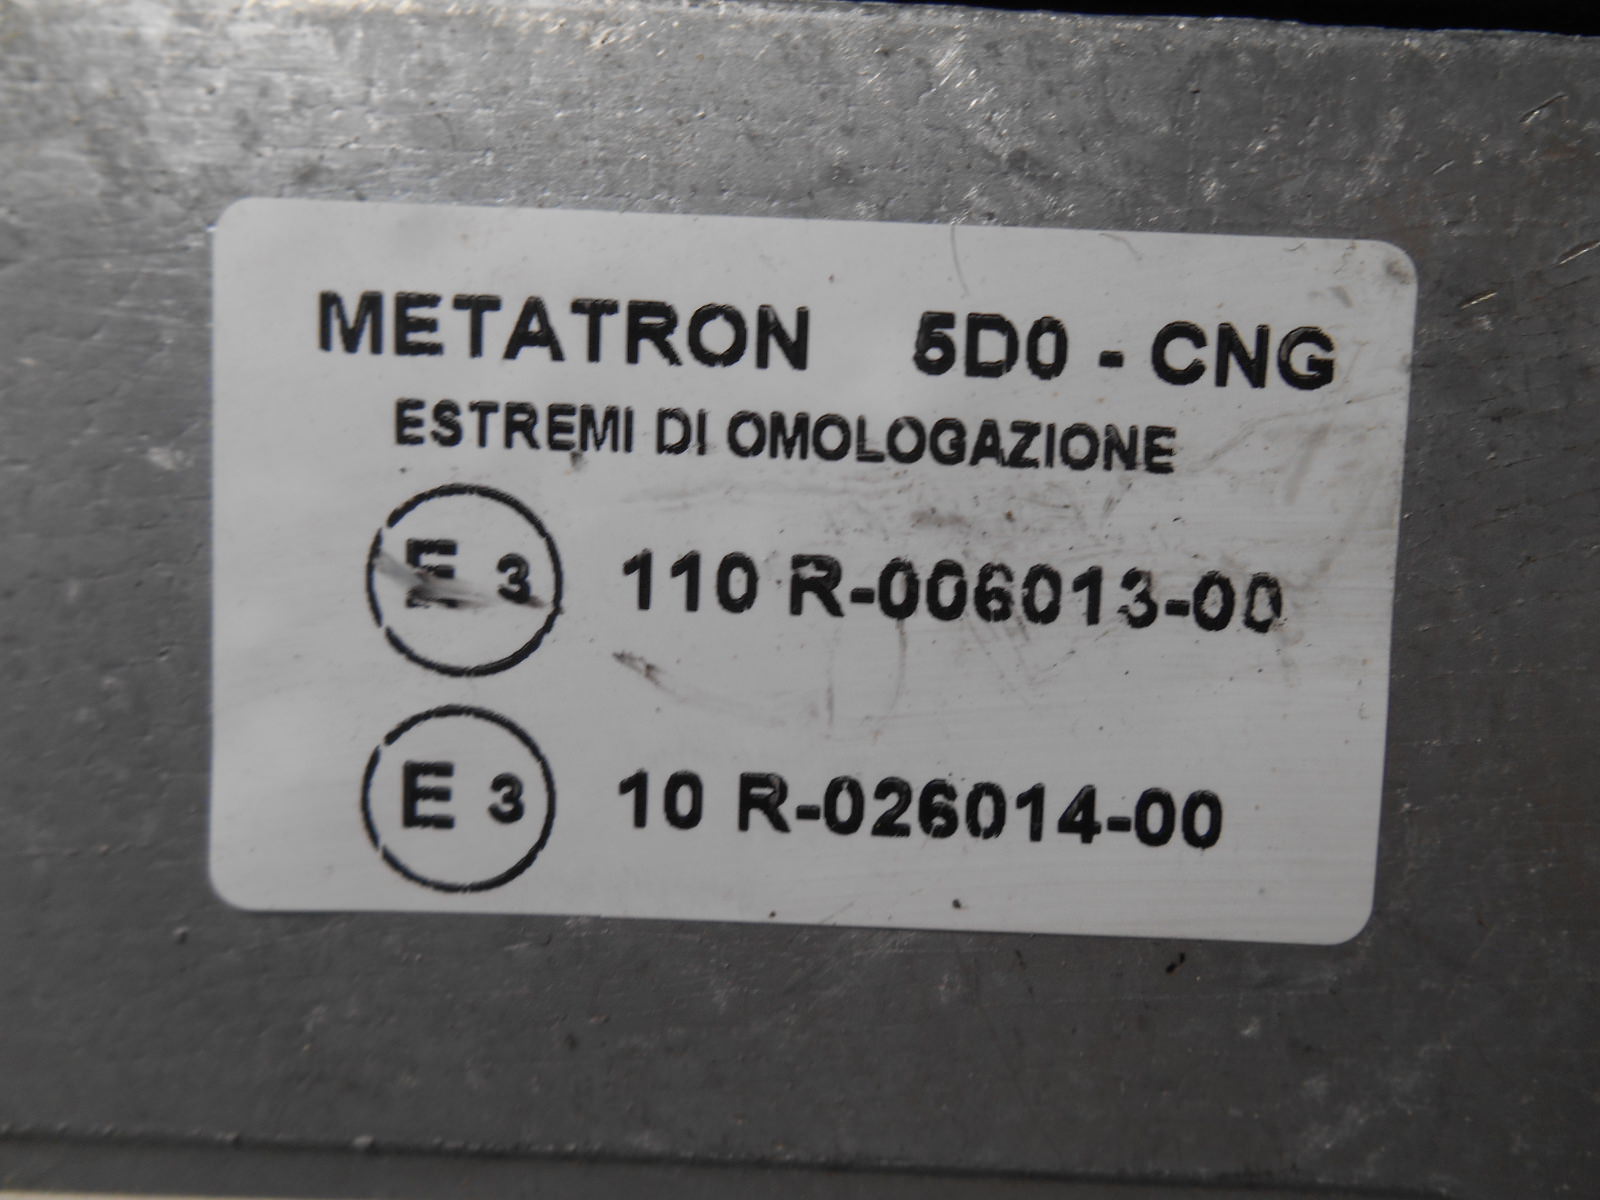 METATRON 5D0 - CNG
ESTREMI DI OMOLOGAZIONE
E 3 110 R-006013-00
E 3 10 R-026014-00